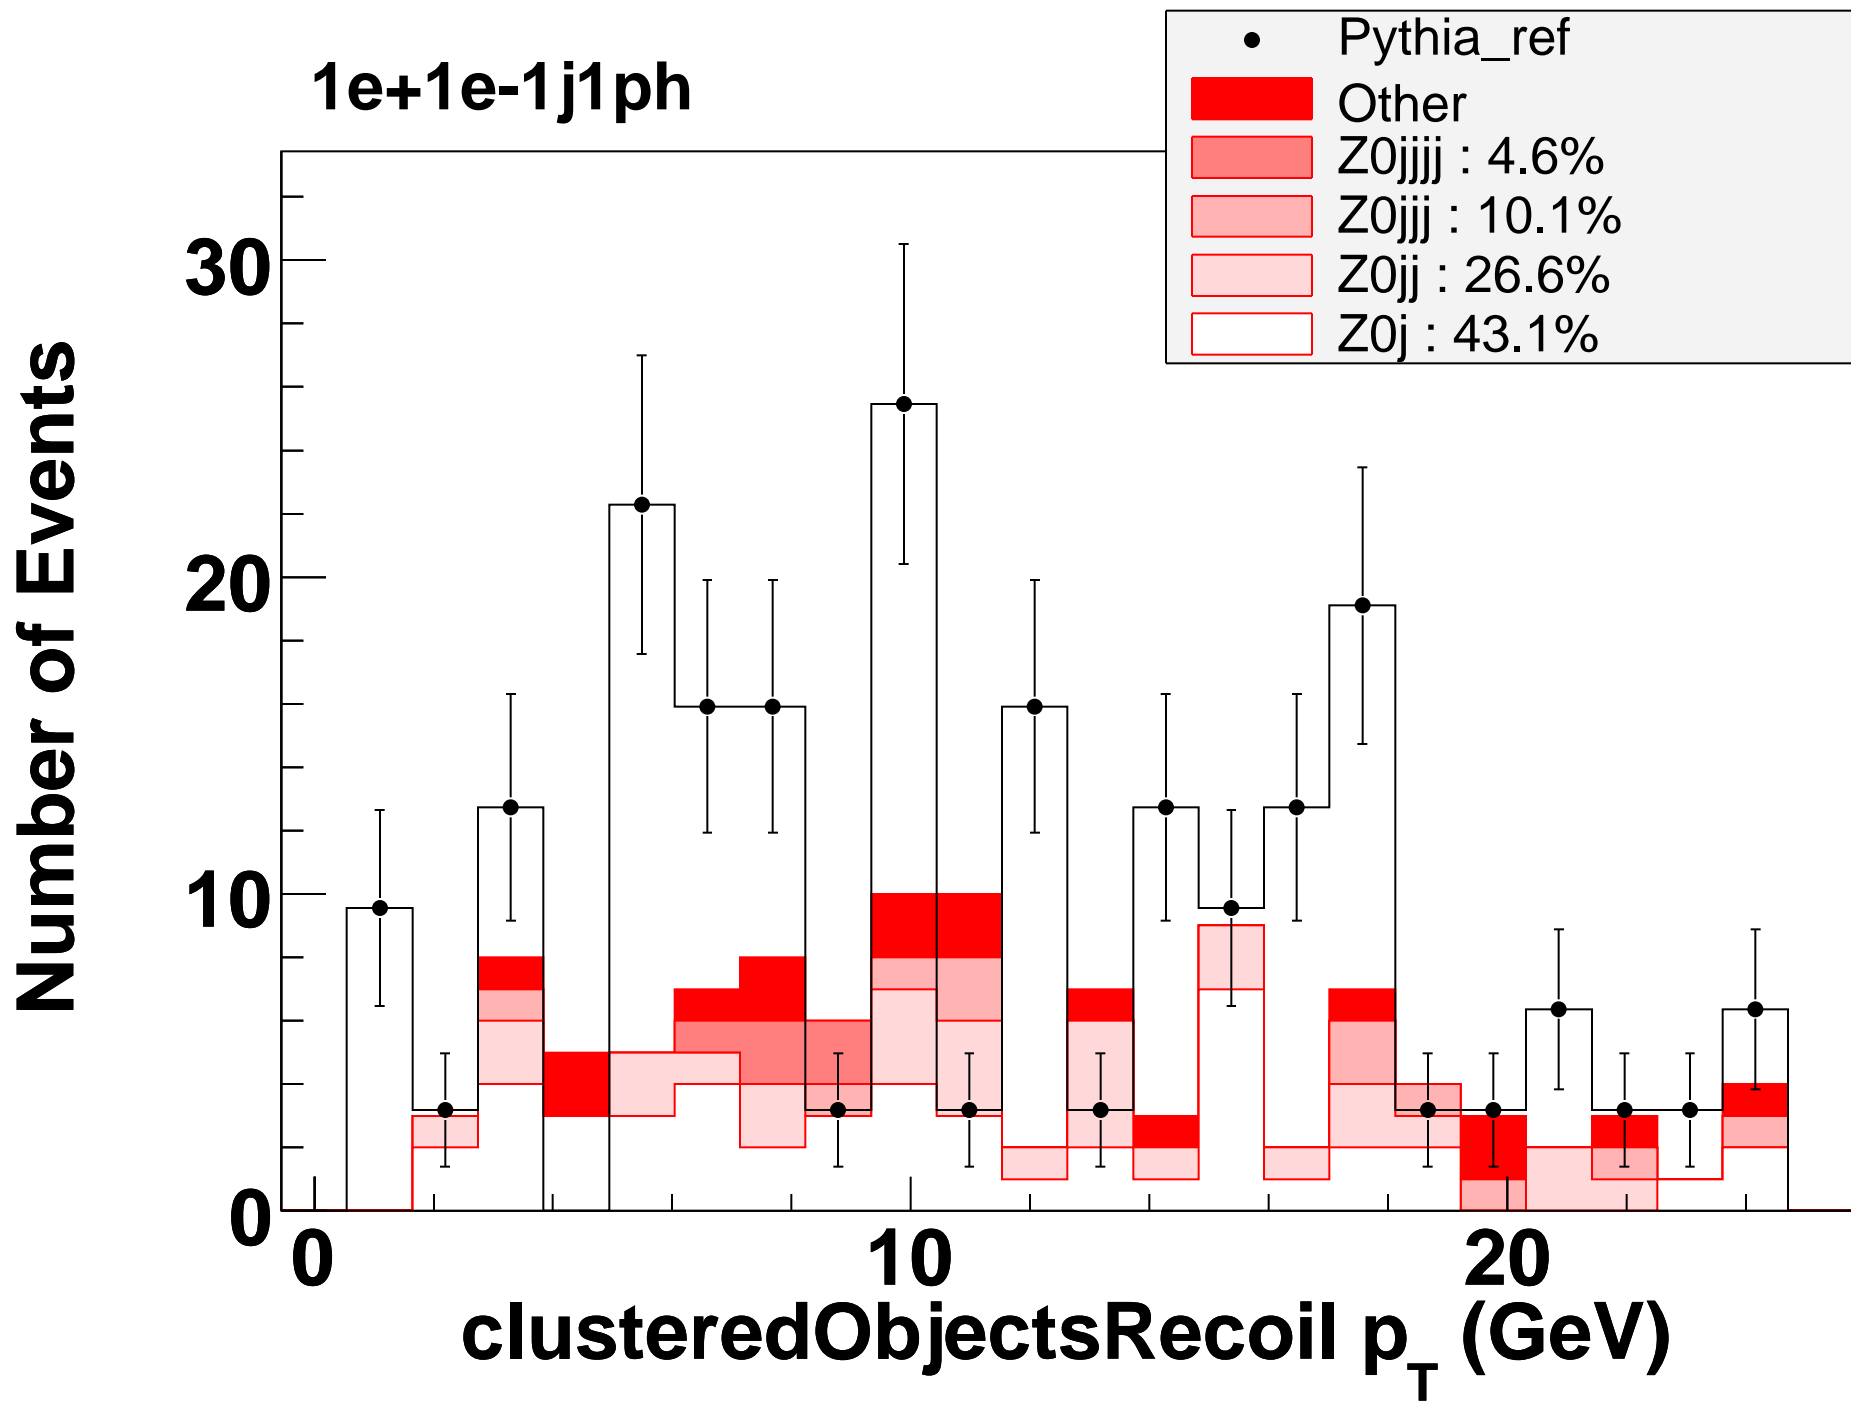 1e+1e-1j1ph
Pythia_ref
Other
Z0jjjj : 4.6%
Z0jjj : 10.1%
Z0jj : 26.6%
Z0j : 43.1%
Number of Events
30
20
10
0
0 10 20
clusteredObjectsRecoil p_T (GeV)